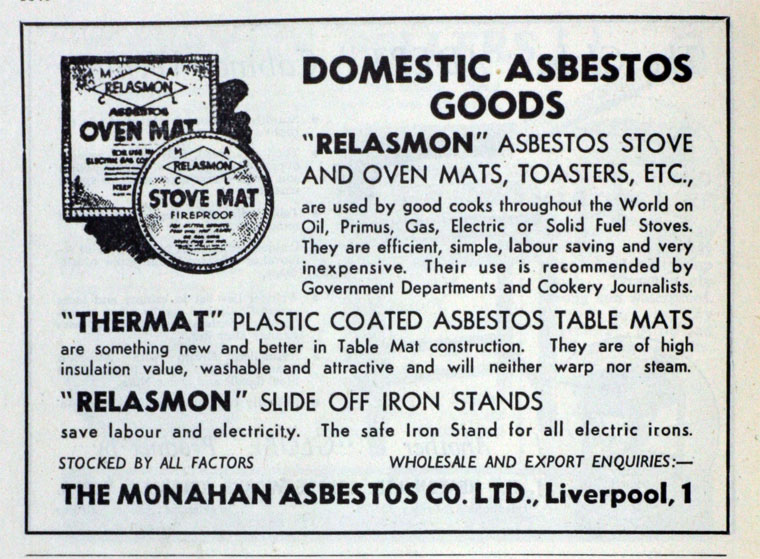 DOMESTIC ASBESTOS
GOODS
"RELASMON" ASBESTOS STOVE
AND OVEN MATS, TOASTERS, ETC.,
are used by good cooks throughout the World on
Oil, Primus, Gas, Electric or Solid Fuel Stoves.
They are efficient, simple, labour saving and very
inexpensive. Their use is recommended by
Government Departments and Cookery Journalists.
M A
RELASMON
C L
ASBESTOS
OVEN MAT
M A
RELASMON
C L
STOVE MAT
FIREPROOF
"THERMAT" PLASTIC COATED ASBESTOS TABLE MATS
are something new and better in Table Mat construction. They are of high
insulation value, washable and attractive and will neither warp nor steam.
"RELASMON" SLIDE OFF IRON STANDS
save labour and electricity. The safe Iron Stand for all electric irons.
STOCKED BY ALL FACTORS WHOLESALE AND EXPORT ENQUIRIES:—
THE MONAHAN ASBESTOS CO. LTD., Liverpool, 1